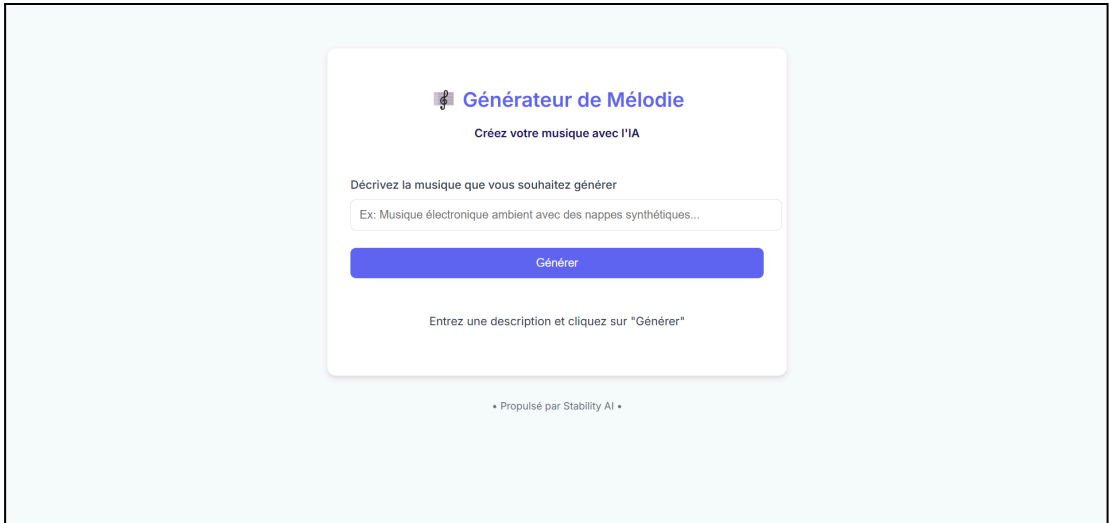 🎼 Générateur de Mélodie
Créez votre musique avec l'IA
Décrivez la musique que vous souhaitez générer
Ex: Musique électronique ambient avec des nappes synthétiques...
Générer
Entrez une description et cliquez sur "Générer"
• Propulsé par Stability AI •